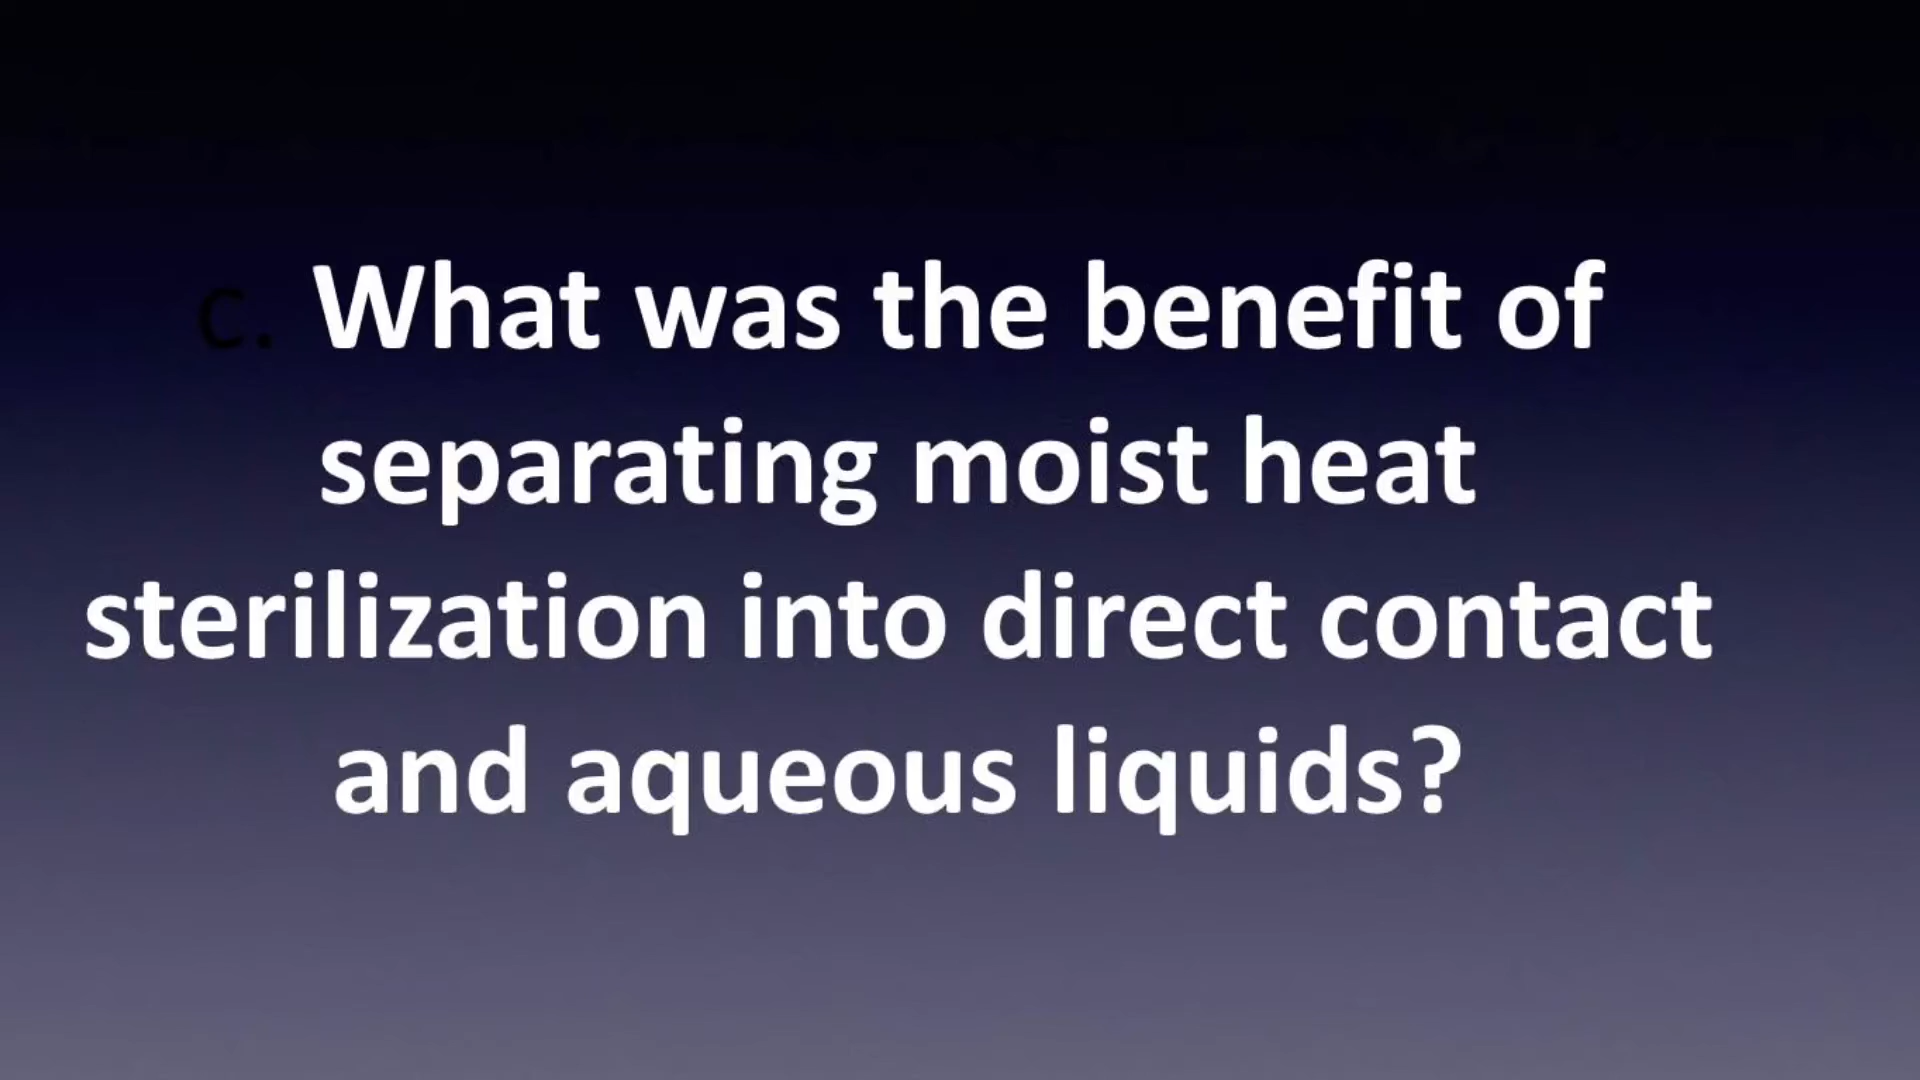 c. What was the benefit of
separating moist heat
sterilization into direct contact
and aqueous liquids?